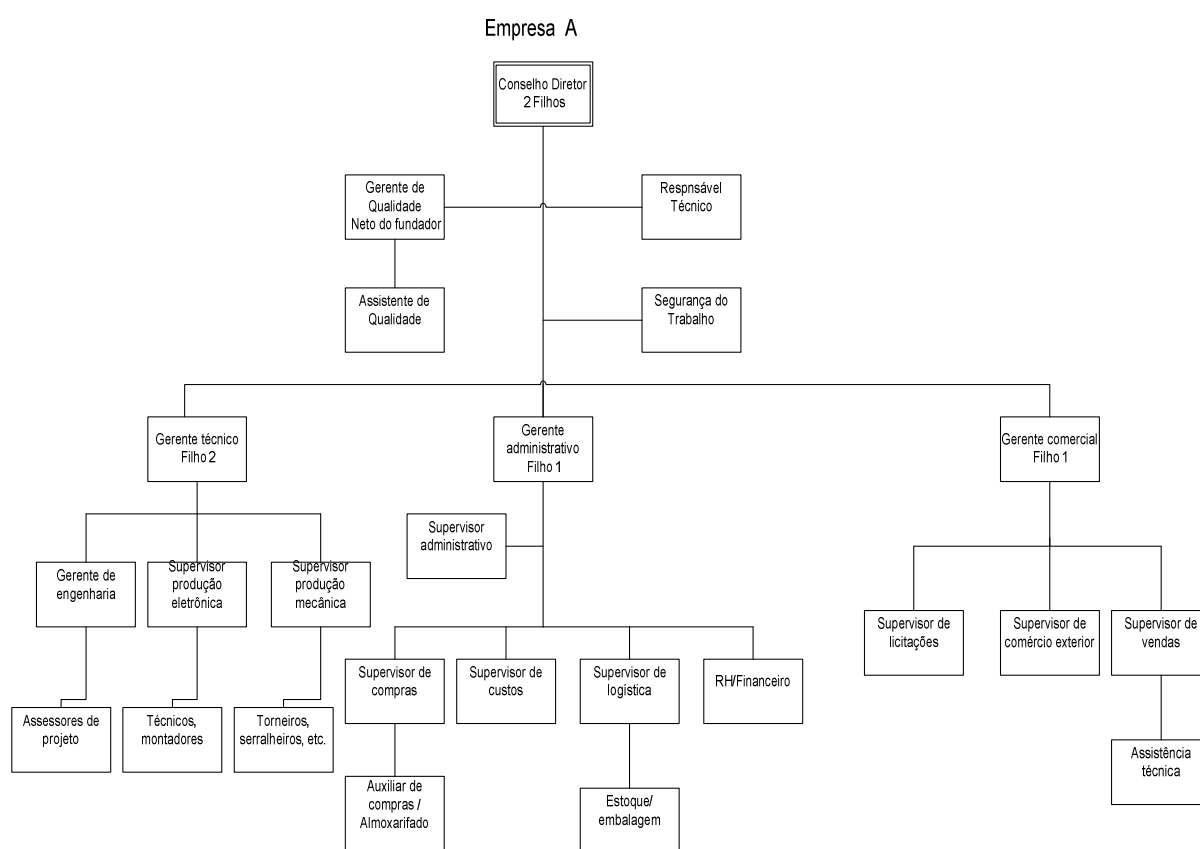 Empresa A
Conselho Diretor
2 Filhos
Gerente de
Qualidade
Neto do fundador
Respnsável
Técnico
Assistente de
Qualidade
Segurança do
Trabalho
Gerente técnico
Filho 2
Gerente
administrativo
Filho 1
Gerente comercial
Filho 1
Supervisor
administrativo
Gerente de
engenharia
Supervisor
produção
eletrônica
Supervisor
produção
mecânica
Supervisor de
licitações
Supervisor de
comércio exterior
Supervisor de
vendas
Supervisor de
compras
Supervisor de
custos
Supervisor de
logística
RH/Financeiro
Assessores de
projeto
Técnicos,
montadores
Torneiros,
serralheiros, etc.
Assistência
técnica
Auxiliar de
compras /
Almoxarifado
Estoque/
embalagem